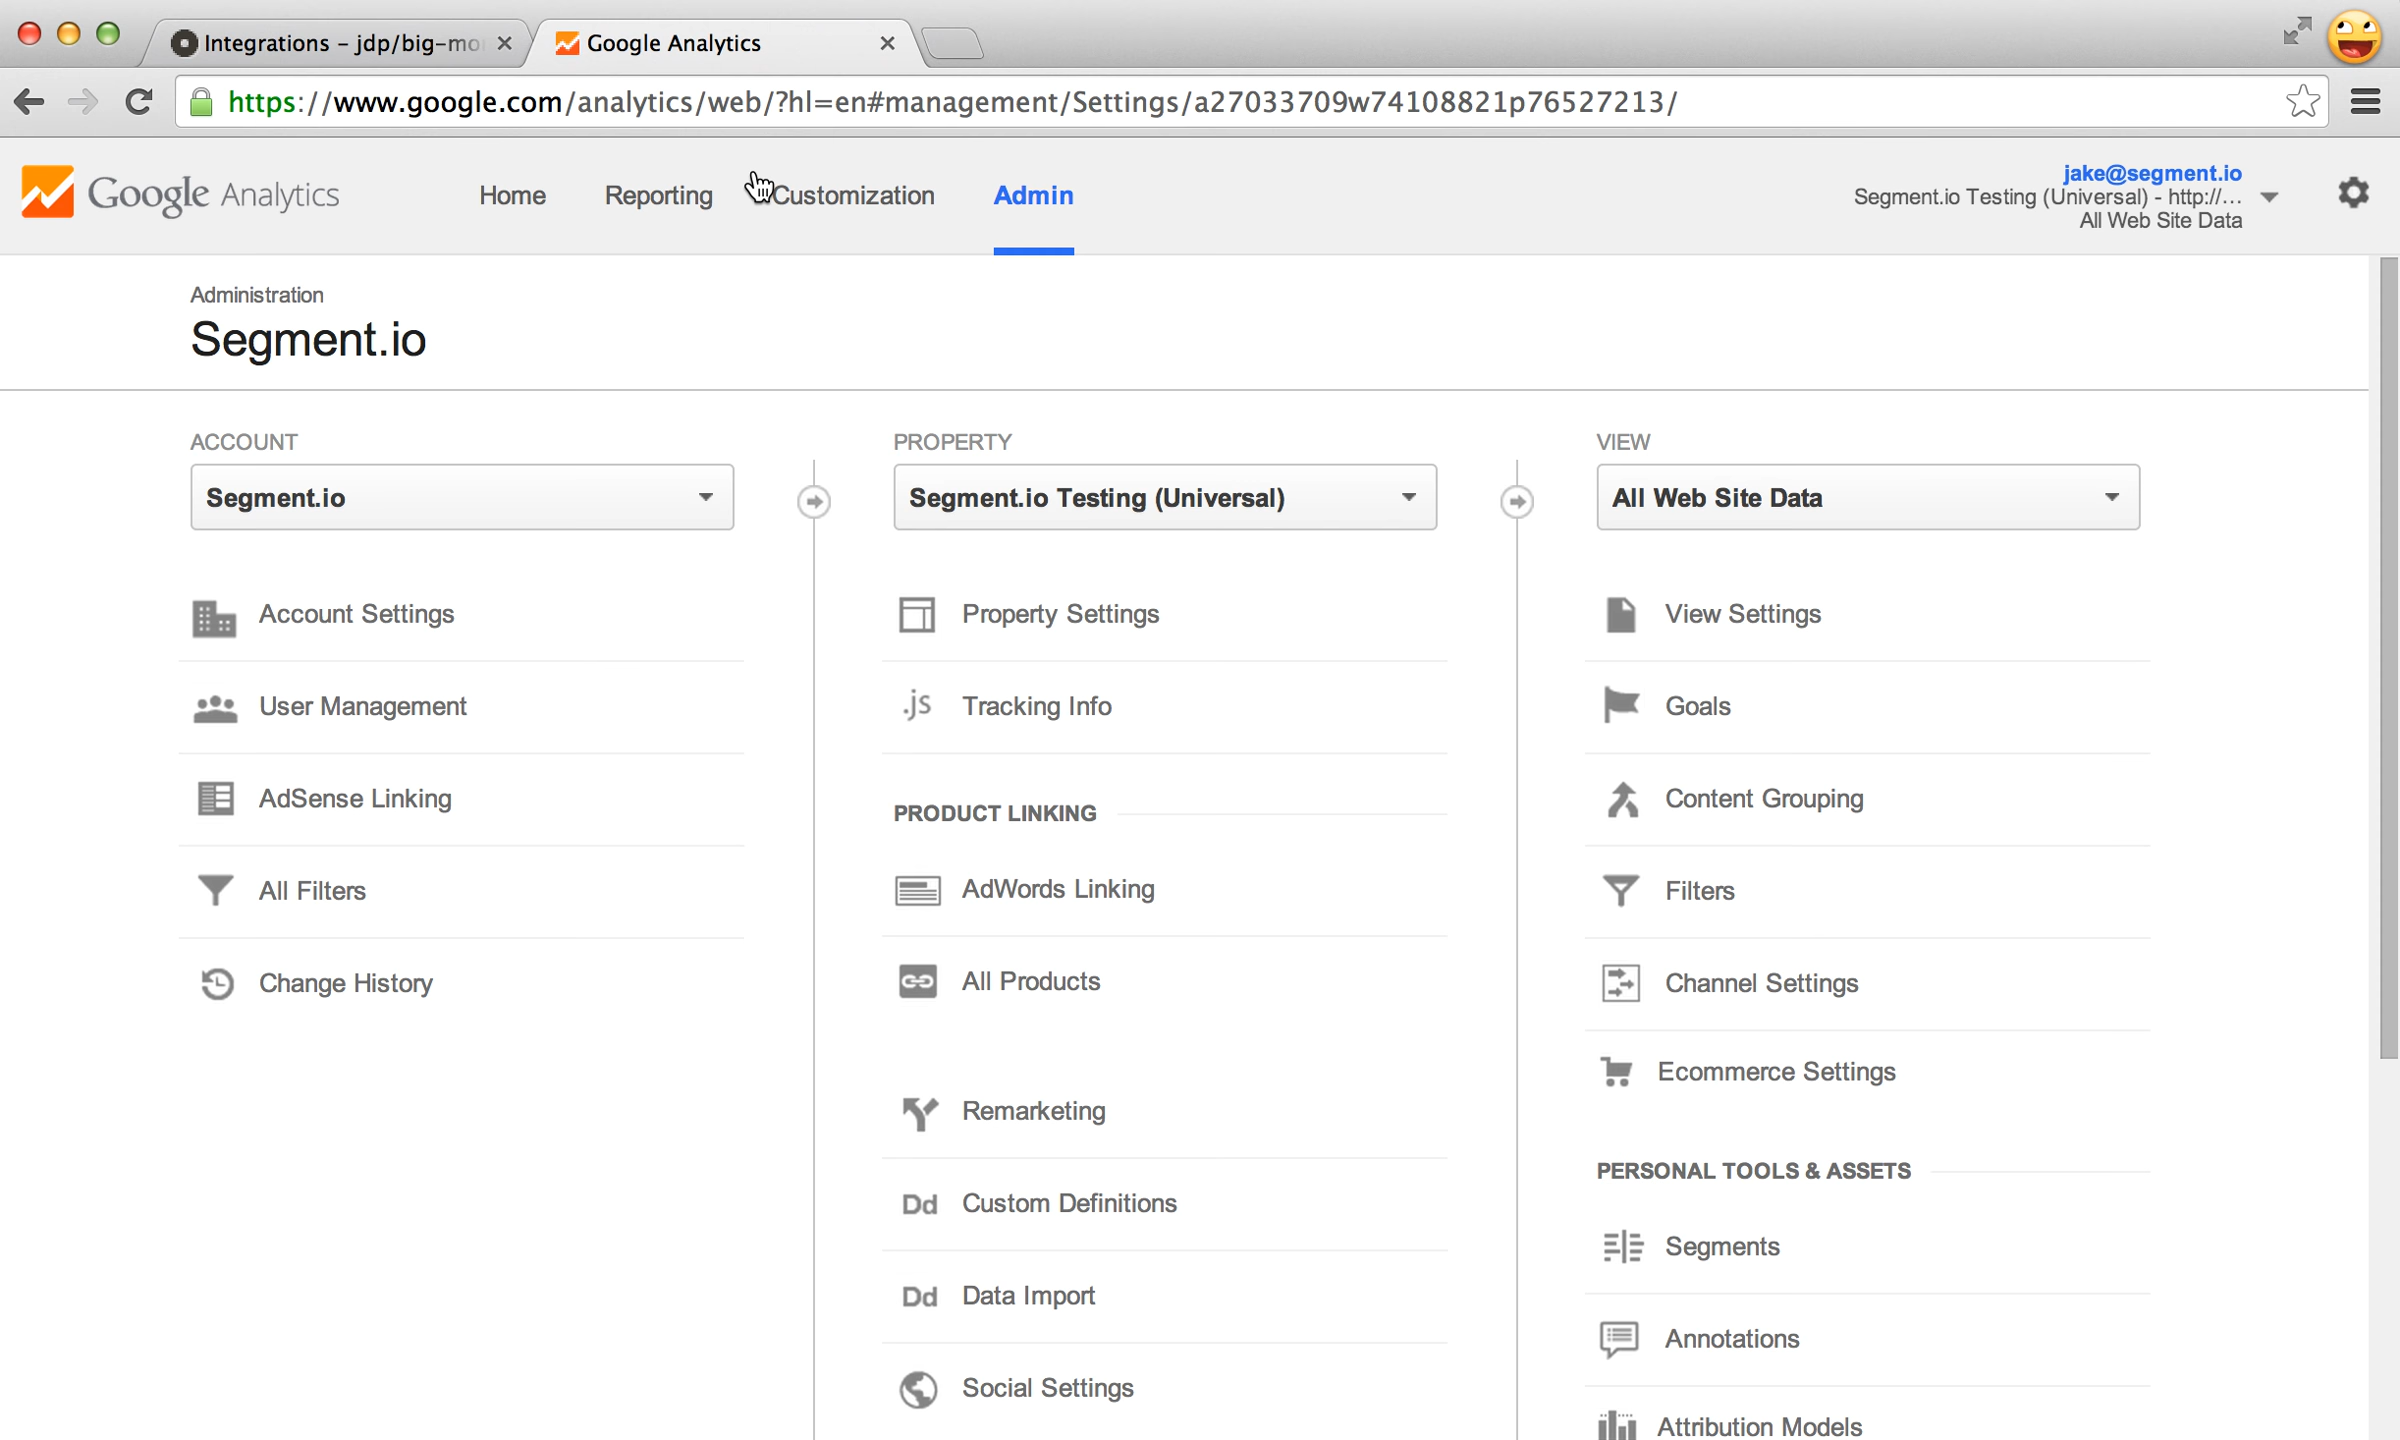 Integrations – jdp/big-mo
Google Analytics
https://www.google.com/analytics/web/?hl=en#management/Settings/a27033709w74108821p76527213/
Google Analytics
Home
Reporting
Customization
Admin
jake@segment.io
Segment.io Testing (Universal) - http://...
All Web Site Data
Administration
Segment.io
ACCOUNT
Segment.io
Account Settings
User Management
AdSense Linking
All Filters
Change History
PROPERTY
Segment.io Testing (Universal)
Property Settings
.js Tracking Info
PRODUCT LINKING
AdWords Linking
All Products
Remarketing
Dd Custom Definitions
Dd Data Import
Social Settings
VIEW
All Web Site Data
View Settings
Goals
Content Grouping
Filters
Channel Settings
Ecommerce Settings
PERSONAL TOOLS & ASSETS
Segments
Annotations
Attribution Models